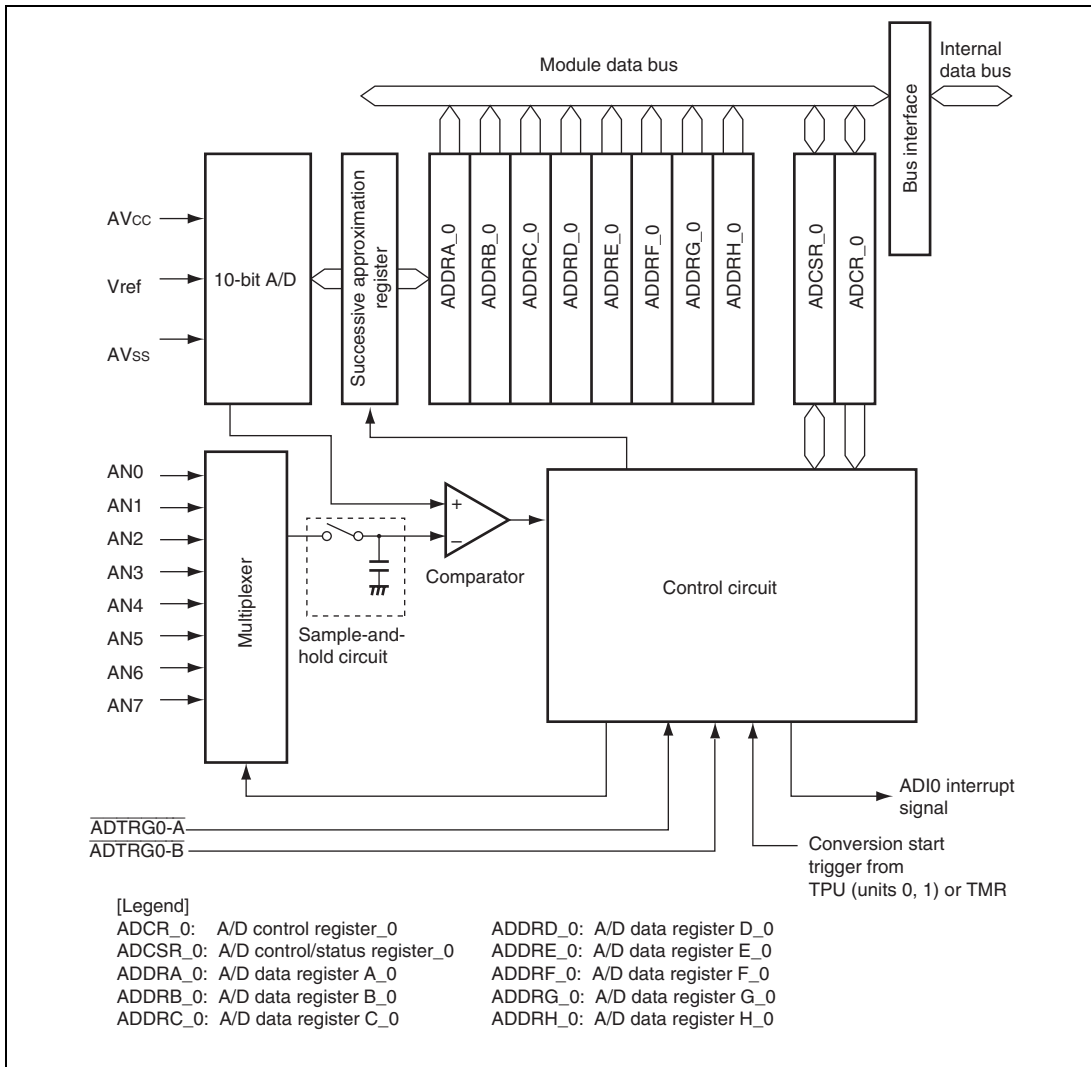 Module data bus
Internal
data bus
Bus interface
AVCC
Vref
AVSS
10-bit A/D
Successive approximation
register
ADDRA_0
ADDRB_0
ADDRC_0
ADDRD_0
ADDRE_0
ADDRF_0
ADDRG_0
ADDRH_0
ADCSR_0
ADCR_0
AN0
AN1
AN2
AN3
AN4
AN5
AN6
AN7
Multiplexer
+
–
Comparator
Sample-and-
hold circuit
Control circuit
ADI0 interrupt
signal
ADTRG0-A
ADTRG0-B
Conversion start
trigger from
TPU (units 0, 1) or TMR
[Legend]
ADCR_0: A/D control register_0
ADCSR_0: A/D control/status register_0
ADDRA_0: A/D data register A_0
ADDRB_0: A/D data register B_0
ADDRC_0: A/D data register C_0
ADDRD_0: A/D data register D_0
ADDRE_0: A/D data register E_0
ADDRF_0: A/D data register F_0
ADDRG_0: A/D data register G_0
ADDRH_0: A/D data register H_0